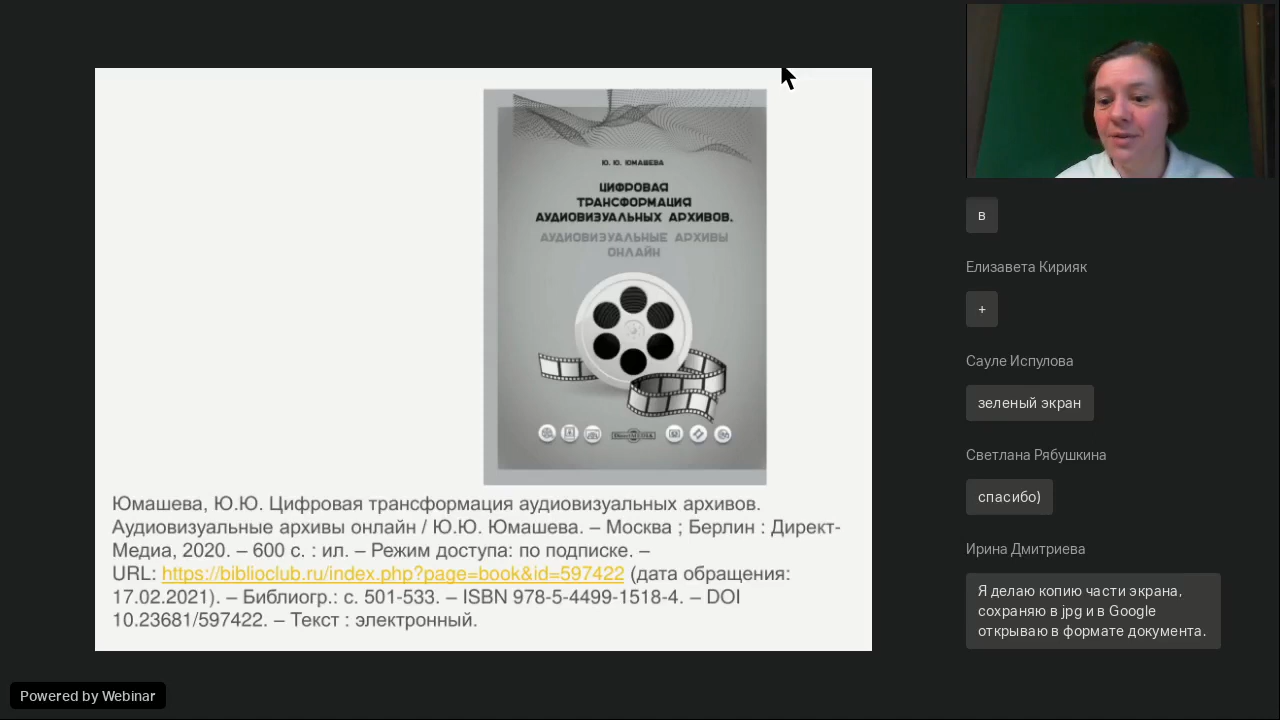 Ю. Ю. ЮМАШЕВА
ЦИФРОВАЯ
ТРАНСФОРМАЦИЯ
АУДИОВИЗУАЛЬНЫХ АРХИВОВ.
АУДИОВИЗУАЛЬНЫЕ АРХИВЫ
ОНЛАЙН
DirectMEDIA
Юмашева, Ю.Ю. Цифровая трансформация аудиовизуальных архивов.
Аудиовизуальные архивы онлайн / Ю.Ю. Юмашева. – Москва ; Берлин : Директ-
Медиа, 2020. – 600 с. : ил. – Режим доступа: по подписке. –
URL: https://biblioclub.ru/index.php?page=book&id=597422 (дата обращения:
17.02.2021). – Библиогр.: с. 501-533. – ISBN 978-5-4499-1518-4. – DOI
10.23681/597422. – Текст : электронный.
в
Елизавета Кирияк
+
Сауле Испулова
зеленый экран
Светлана Рябушкина
спасибо)
Ирина Дмитриева
Я делаю копию части экрана,
сохраняю в jpg и в Google
открываю в формате документа.
Powered by Webinar